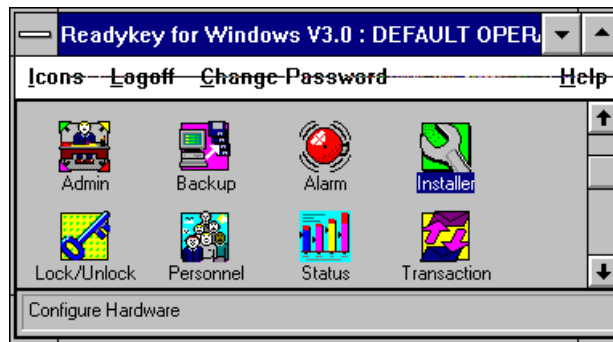 Readykey for Windows V3.0 : DEFAULT OPER
Icons Logoff Change Password Help
Admin Backup Alarm Installer
Lock/Unlock Personnel Status Transaction
Configure Hardware